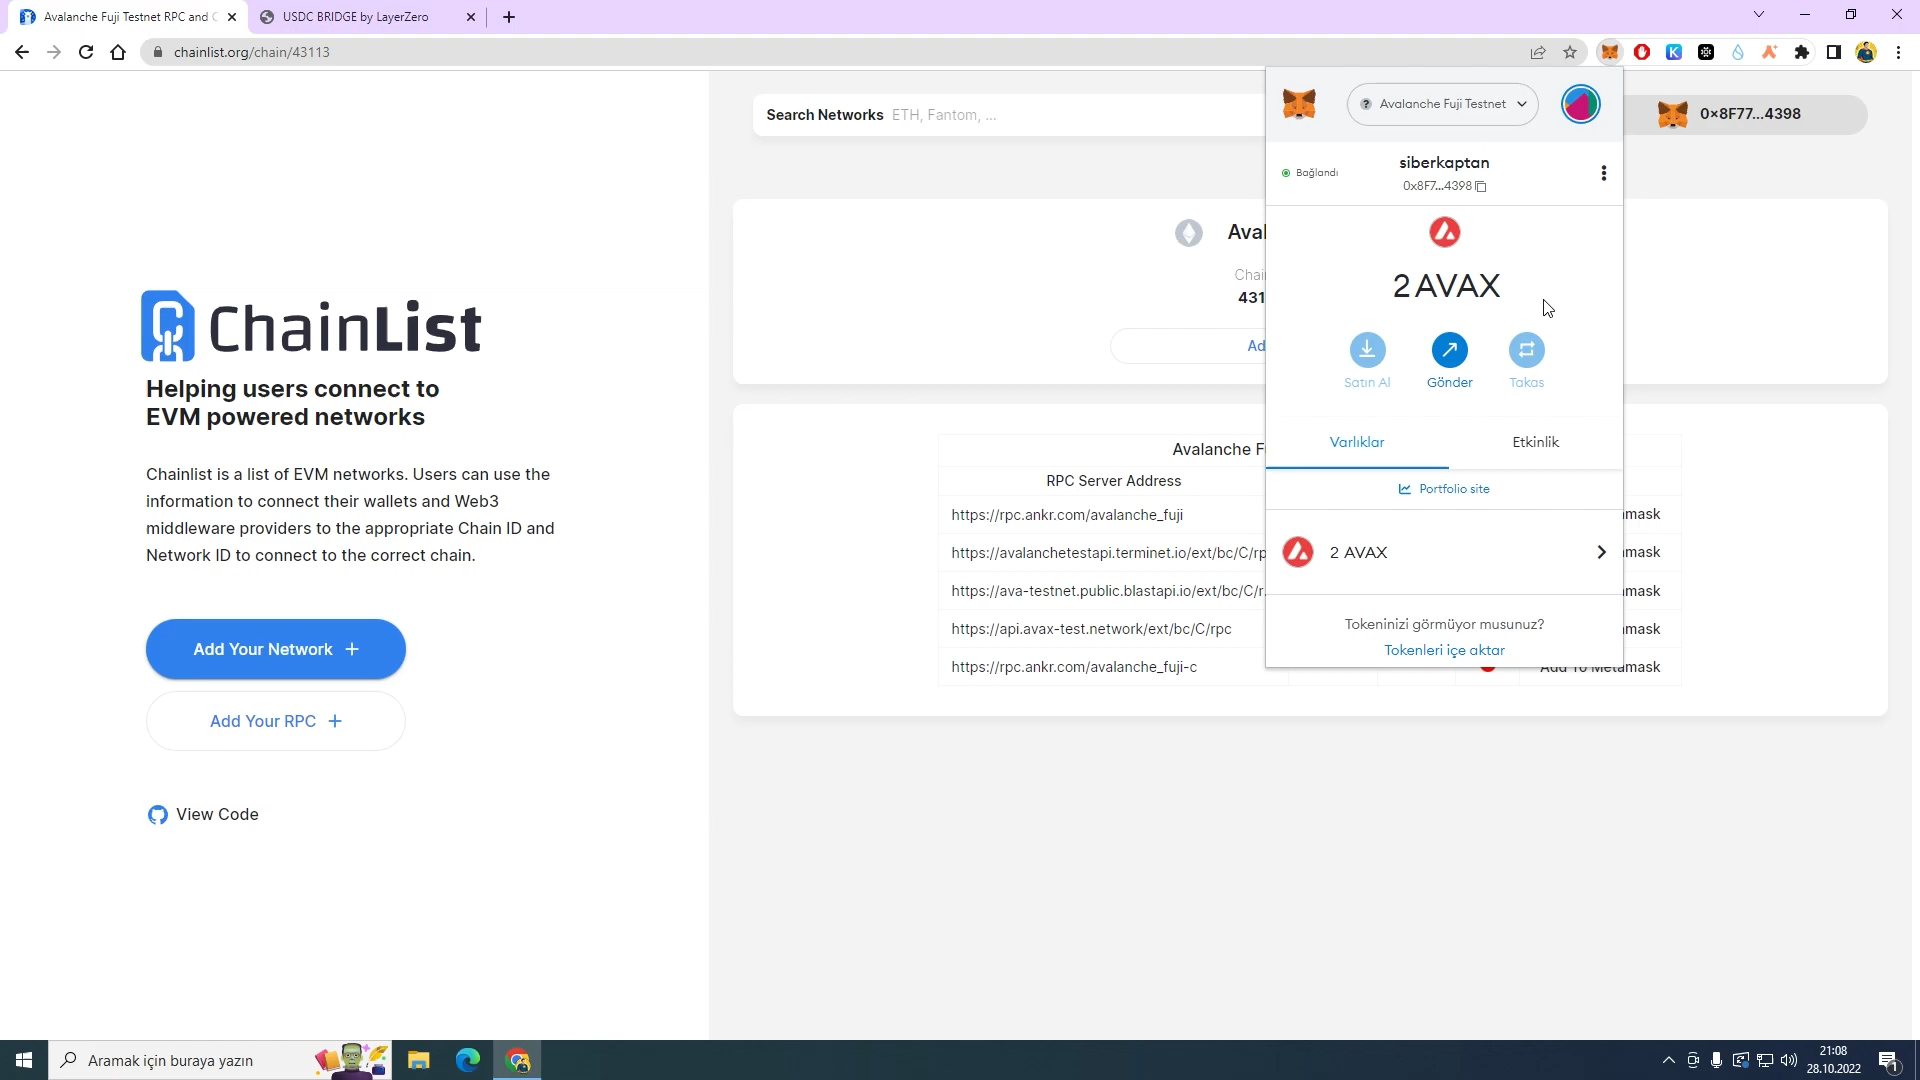 Avalanche Fuji Testnet RPC and C
USDC BRIDGE by LayerZero
chainlist.org/chain/43113
Search Networks ETH, Fantom, ...
0×8F77...4398
Avalanche Fuji Testnet
Bağlandı
siberkaptan
0x8F7...4398
Aval
Chai
431
Ad
2 AVAX
Satın Al
Gönder
Takas
Varlıklar
Etkinlik
Portfolio site
2 AVAX
Tokeninizi görmüyor musunuz?
Tokenleri içe aktar
ChainList
Helping users connect to
EVM powered networks
Chainlist is a list of EVM networks. Users can use the
information to connect their wallets and Web3
middleware providers to the appropriate Chain ID and
Network ID to connect to the correct chain.
Add Your Network
Add Your RPC
View Code
Avalanche F
RPC Server Address
https://rpc.ankr.com/avalanche_fuji
mask
https://avalanchetestapi.terminet.io/ext/bc/C/rp
mask
https://ava-testnet.public.blastapi.io/ext/bc/C/r
mask
https://api.avax-test.network/ext/bc/C/rpc
mask
https://rpc.ankr.com/avalanche_fuji-c
Add To Metamask
Aramak için buraya yazın
21:08
28.10.2022
1